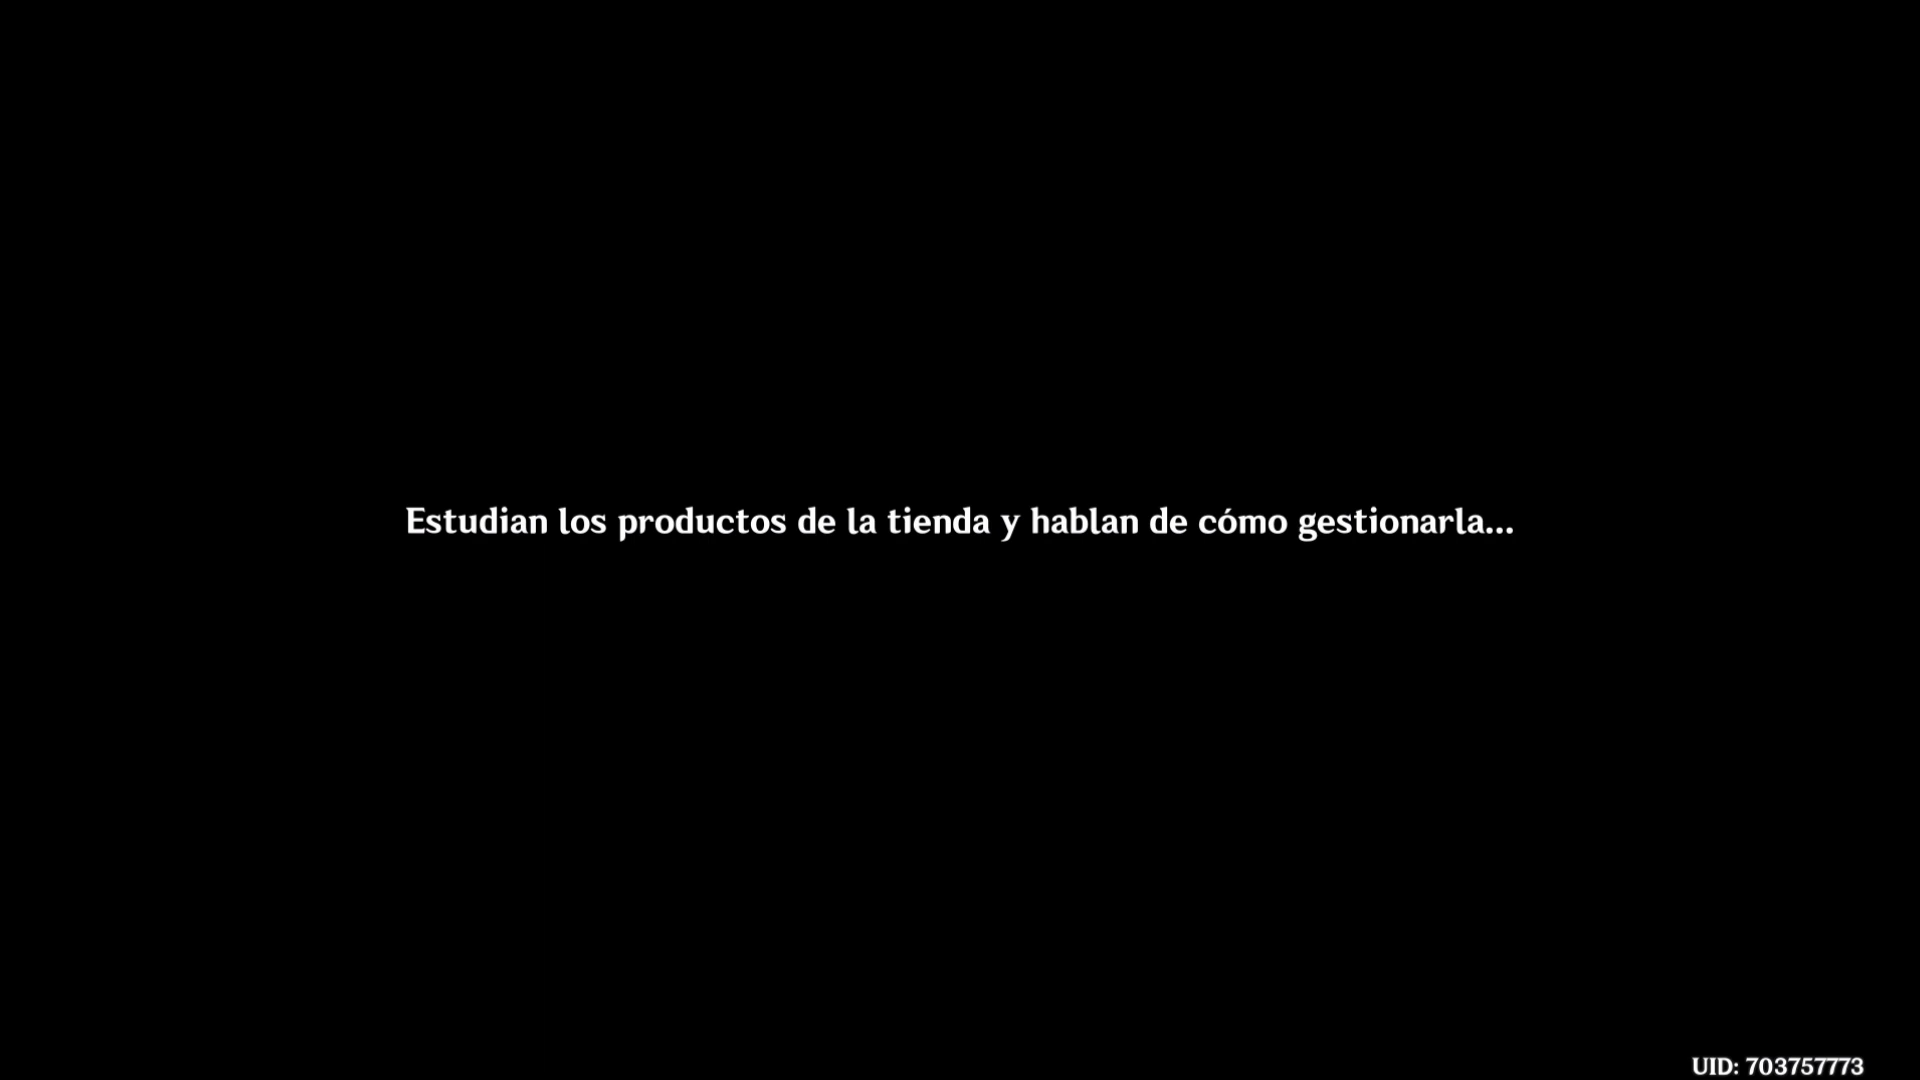 Estudian los productos de la tienda y hablan de cómo gestionarla...
UID: 703757773